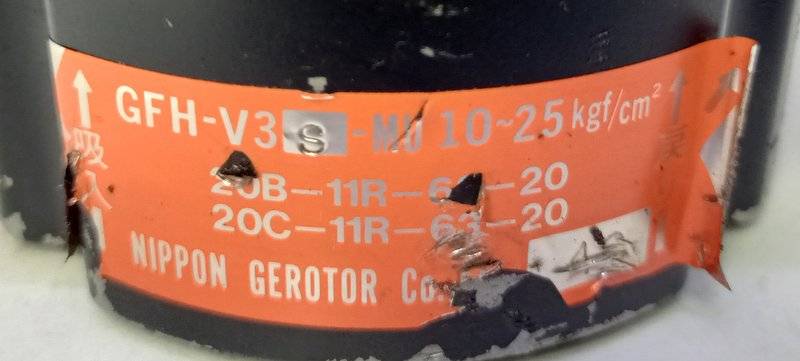 GFH-V3S-MU 10~25 kgf/cm²
吸入
20B-11R-63-20
20C-11R-63-20
NIPPON GEROTOR Co.